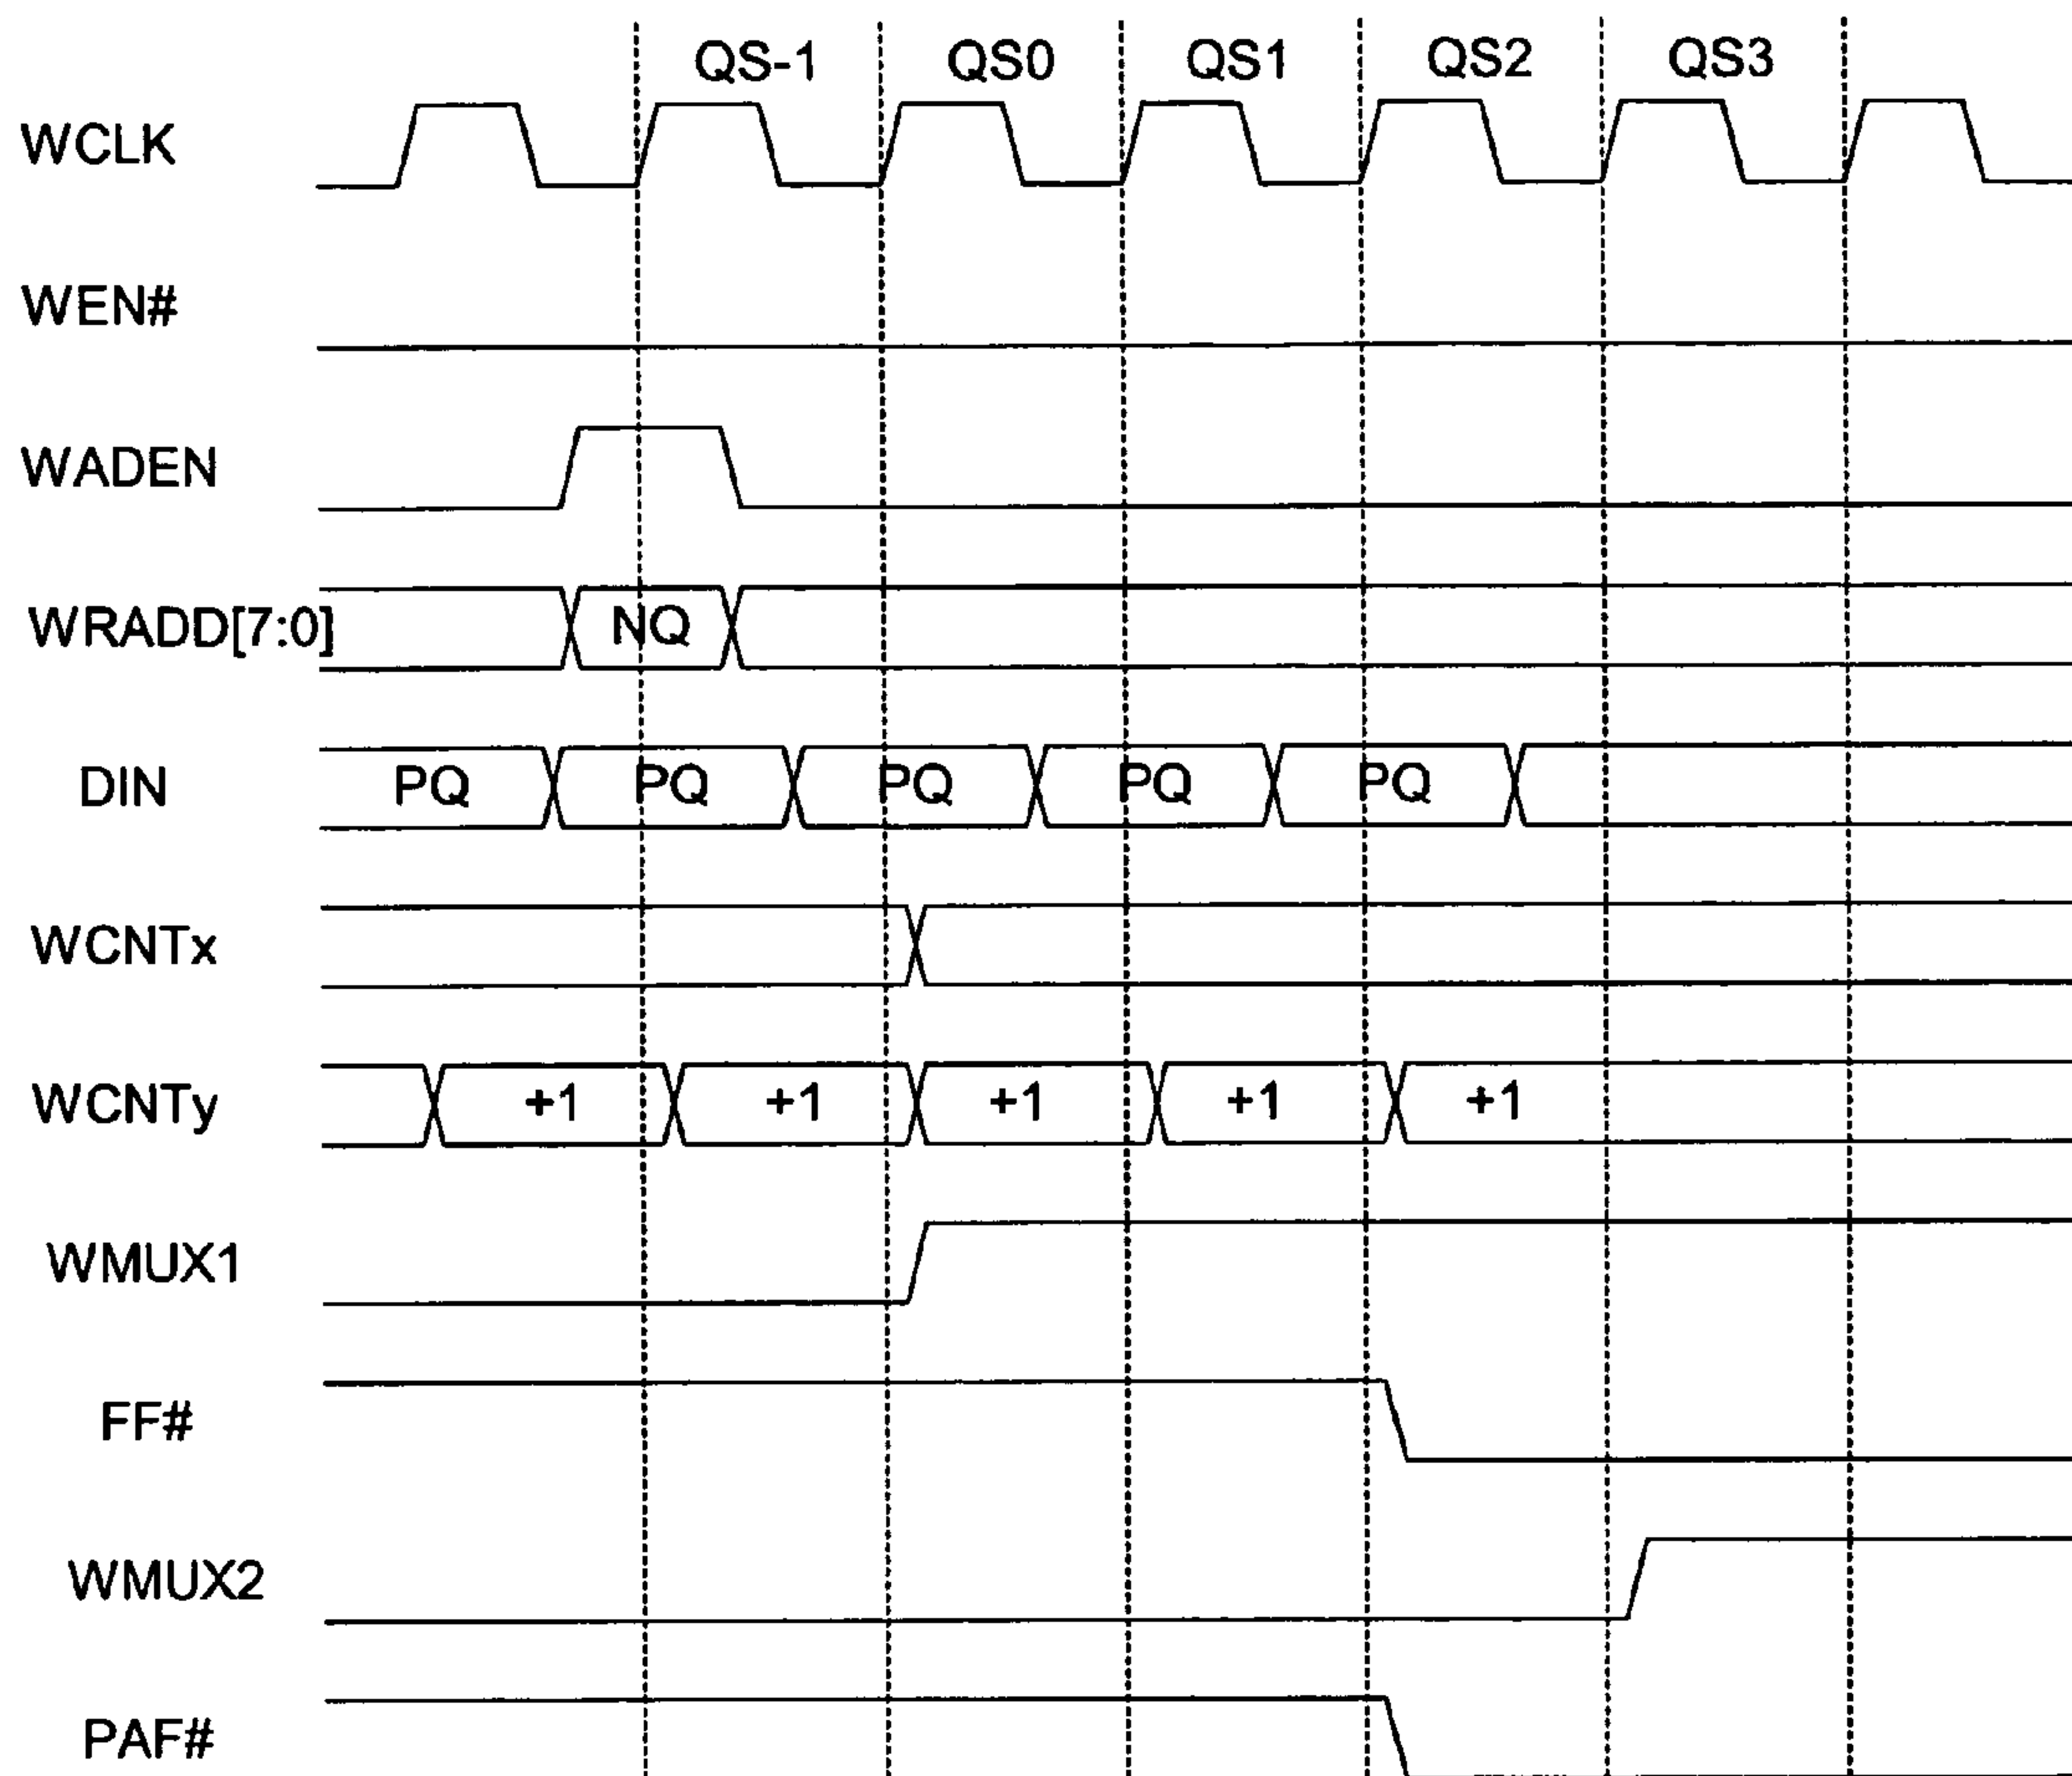 QS-1 QS0 QS1 QS2 QS3
WCLK
WEN#
WADEN
WRADD[7:0] NQ
DIN PQ PQ PQ PQ PQ
WCNTx
WCNTy +1 +1 +1 +1 +1
WMUX1
FF#
WMUX2
PAF#